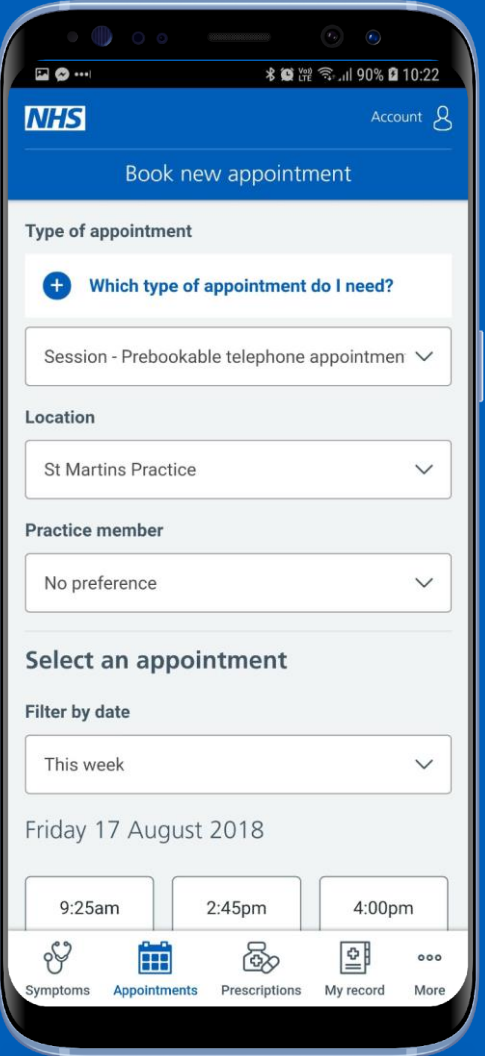 90% 10:22
NHS
Account
Book new appointment
Type of appointment
Which type of appointment do I need?
Session - Prebookable telephone appointmen
Location
St Martins Practice
Practice member
No preference
Select an appointment
Filter by date
This week
Friday 17 August 2018
9:25am 2:45pm 4:00pm
Symptoms Appointments Prescriptions My record More